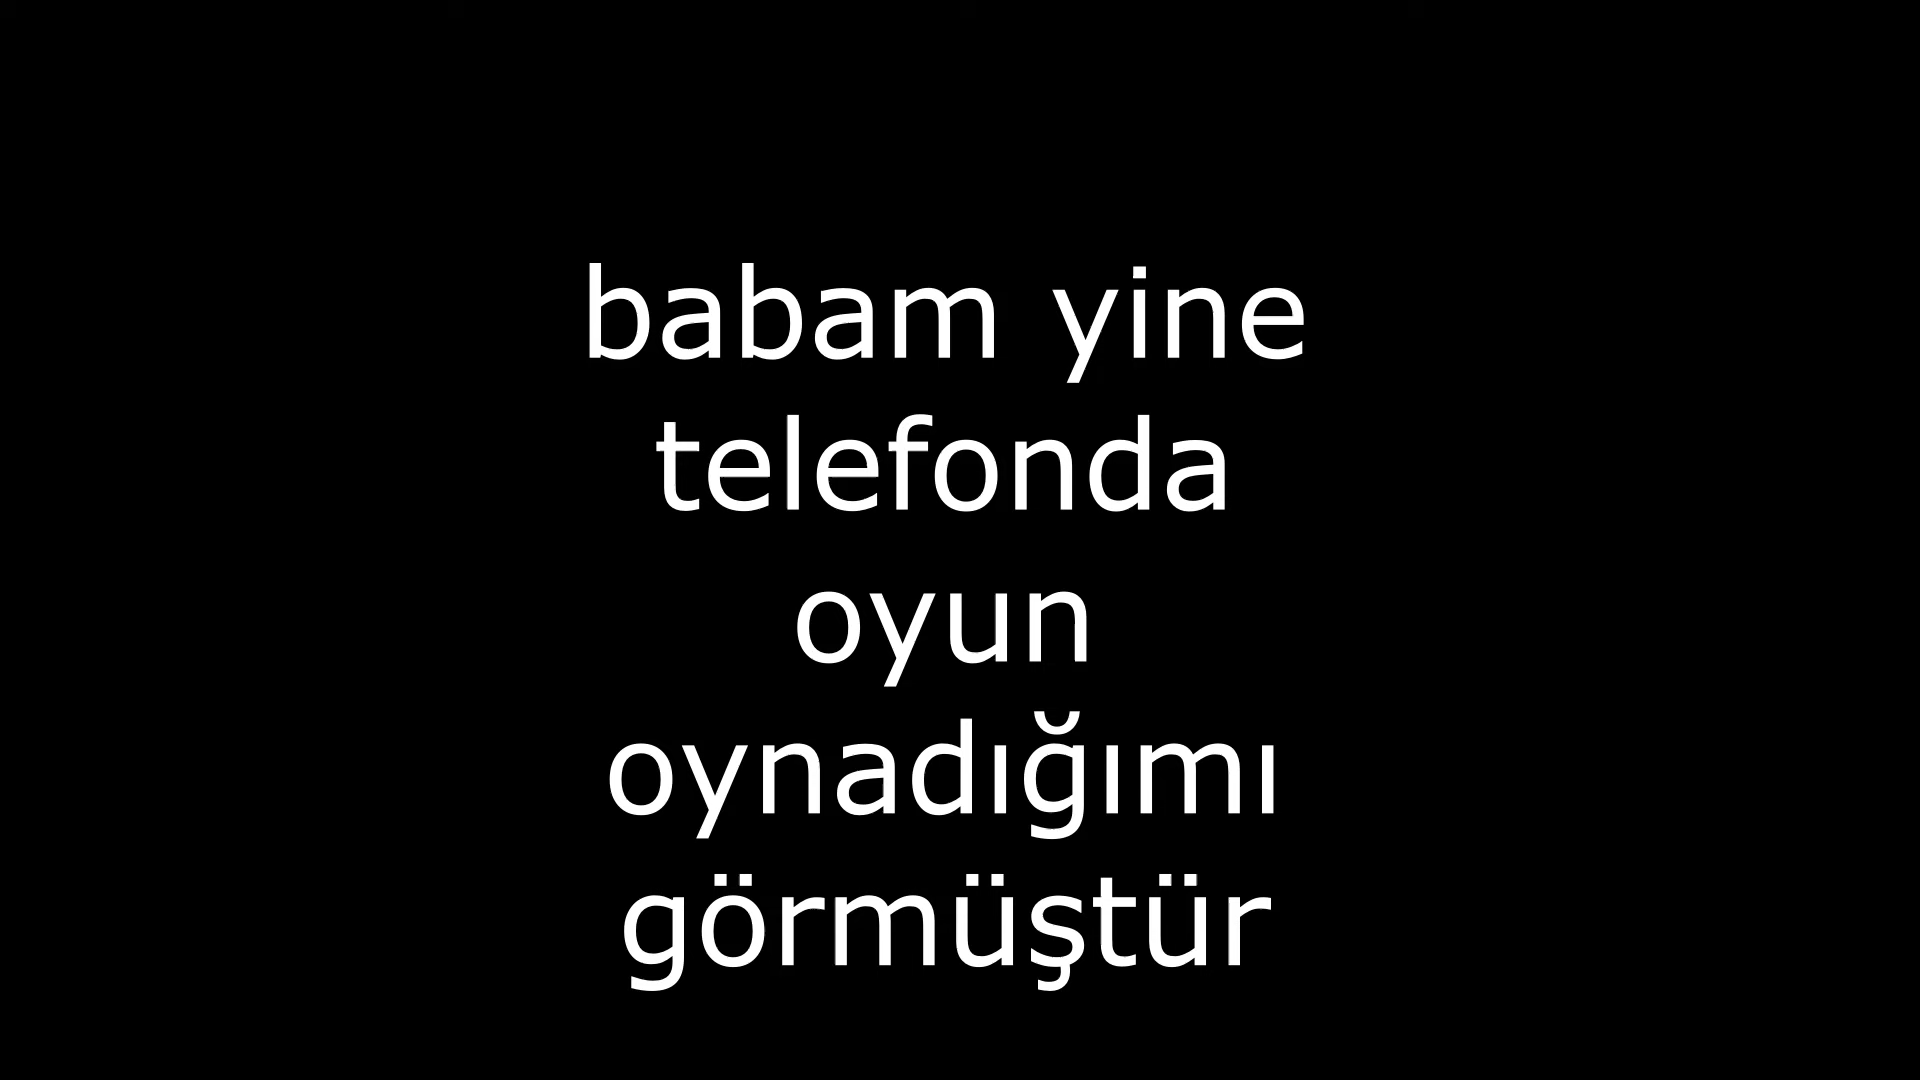 babam yine
telefonda
oyun
oynadığımı
görmüştür